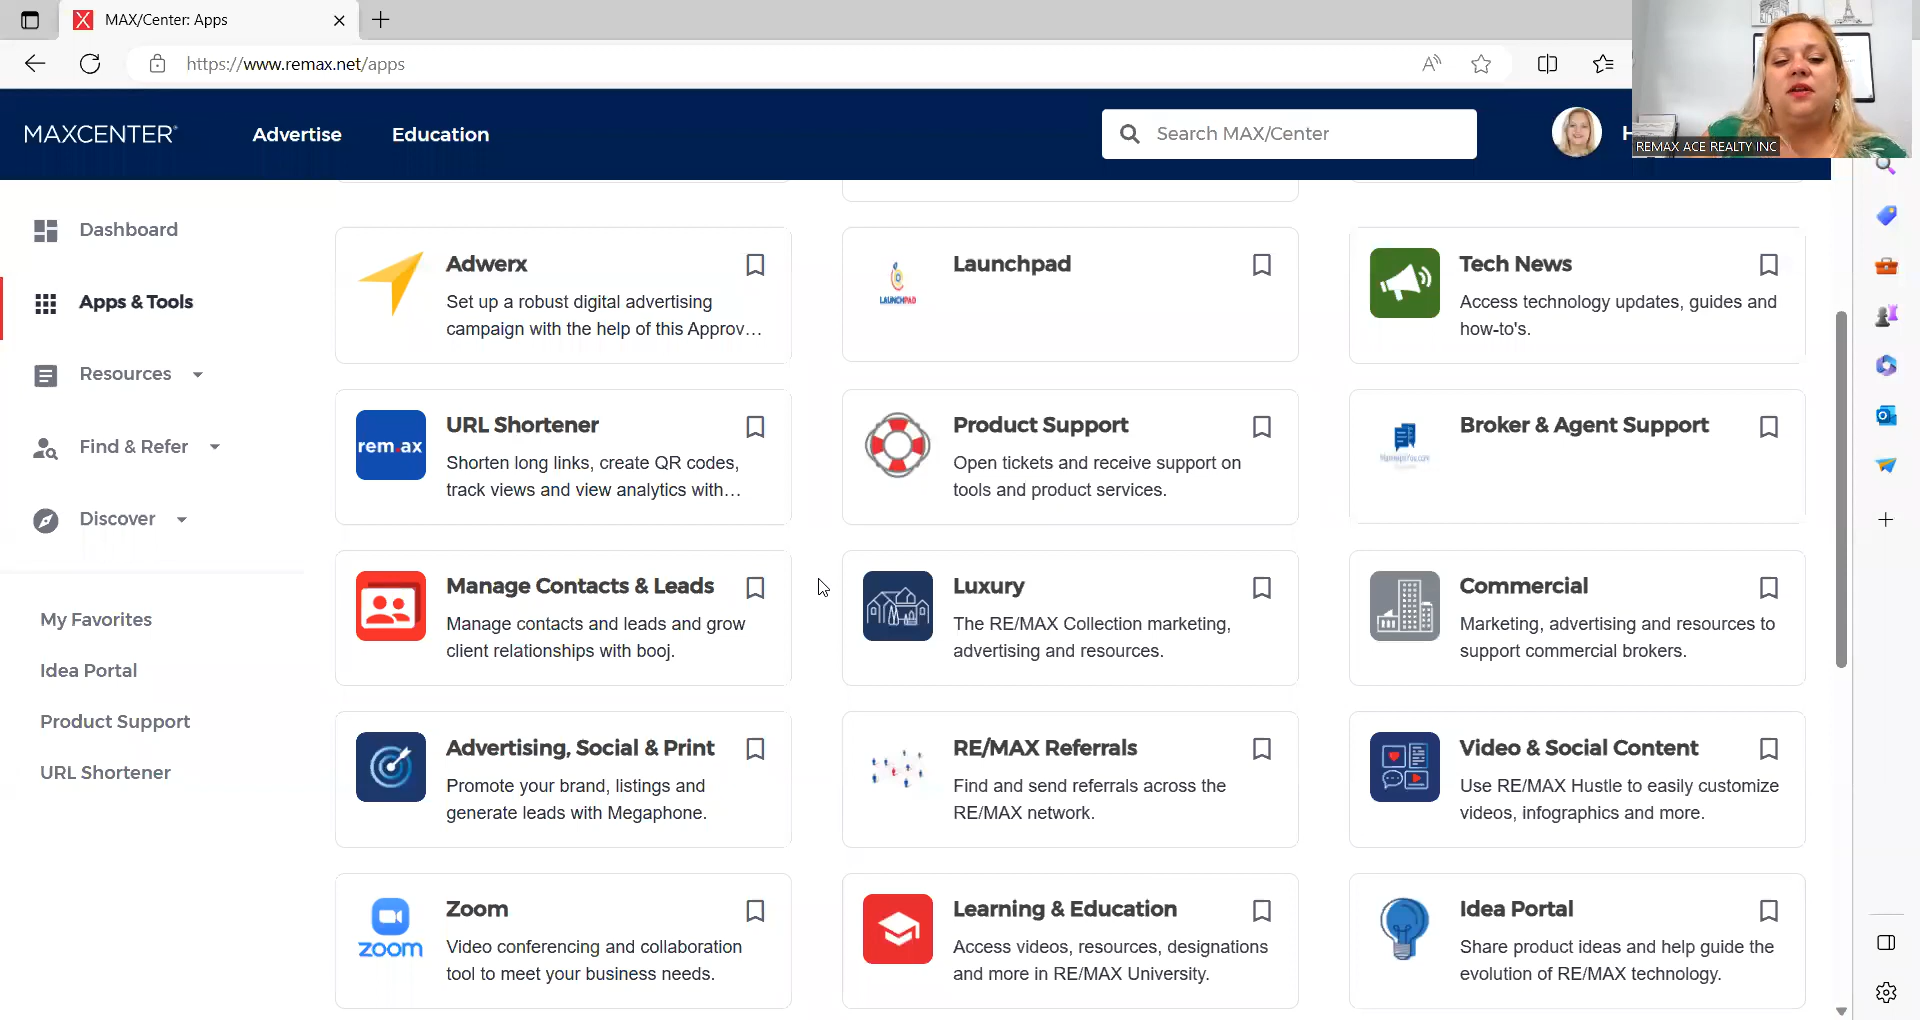 MAX/Center: Apps
https://www.remax.net/apps
MAXCENTER®
Advertise
Education
Search MAX/Center
H
REMAX ACE REALTY INC
Dashboard
Apps & Tools
Resources
Find & Refer
Discover
My Favorites
Idea Portal
Product Support
URL Shortener
Adwerx
Set up a robust digital advertising
campaign with the help of this Approv...
LAUNCHPAD
Launchpad
Tech News
Access technology updates, guides and
how-to's.
rem.ax
URL Shortener
Shorten long links, create QR codes,
track views and view analytics with...
Product Support
Open tickets and receive support on
tools and product services.
Broker & Agent Support
Manage Contacts & Leads
Manage contacts and leads and grow
client relationships with booj.
Luxury
The RE/MAX Collection marketing,
advertising and resources.
Commercial
Marketing, advertising and resources to
support commercial brokers.
Advertising, Social & Print
Promote your brand, listings and
generate leads with Megaphone.
RE/MAX Referrals
Find and send referrals across the
RE/MAX network.
Video & Social Content
Use RE/MAX Hustle to easily customize
videos, infographics and more.
zoom
Zoom
Video conferencing and collaboration
tool to meet your business needs.
Learning & Education
Access videos, resources, designations
and more in RE/MAX University.
Idea Portal
Share product ideas and help guide the
evolution of RE/MAX technology.